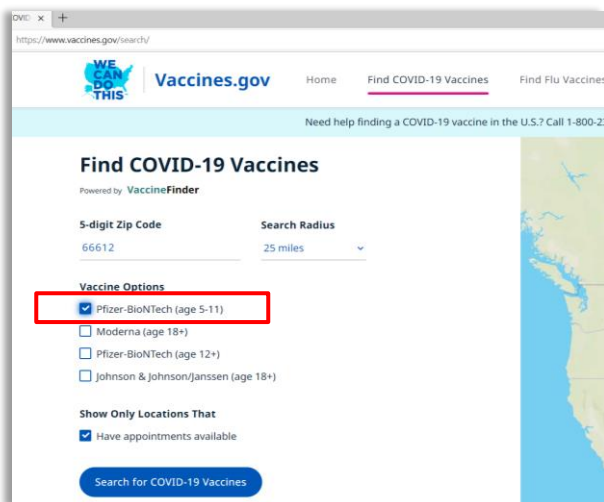 OVID x +
https://www.vaccines.gov/search/
WE CAN DO THIS
Vaccines.gov Home Find COVID-19 Vaccines Find Flu Vaccines
Need help finding a COVID-19 vaccine in the U.S.? Call 1-800-23
Find COVID-19 Vaccines
Powered by VaccineFinder
5-digit Zip Code Search Radius
66612 25 miles
Vaccine Options
Pfizer-BioNTech (age 5-11)
Moderna (age 18+)
Pfizer-BioNTech (age 12+)
Johnson & Johnson/Janssen (age 18+)
Show Only Locations That
Have appointments available
Search for COVID-19 Vaccines